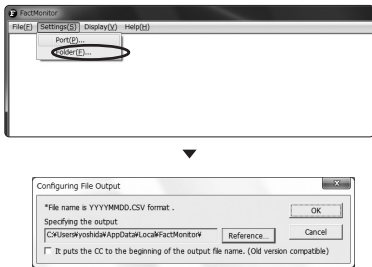 FactMonitor
File(F) Settings(S) Display(V) Help(H)
Port(P)...
Folder(F)...
Configuring File Output
*File name is YYYYMMDD.CSV format .
Specifying the output
C:¥Users¥yoshida¥AppData¥Local¥FactMonitor¥ Reference...
It puts the CC to the beginning of the output file name. (Old version compatible)
OK
Cancel